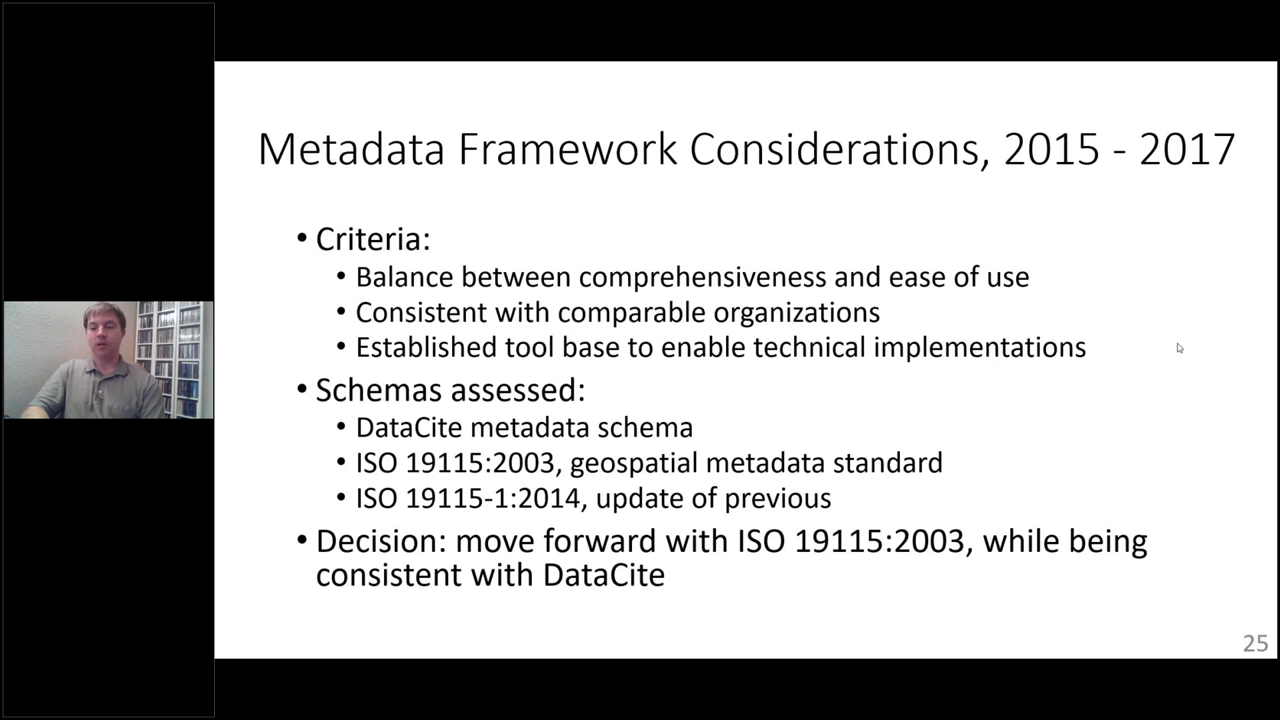 Metadata Framework Considerations, 2015 - 2017
• Criteria:
• Balance between comprehensiveness and ease of use
• Consistent with comparable organizations
• Established tool base to enable technical implementations
• Schemas assessed:
• DataCite metadata schema
• ISO 19115:2003, geospatial metadata standard
• ISO 19115-1:2014, update of previous
• Decision: move forward with ISO 19115:2003, while being
consistent with DataCite
25